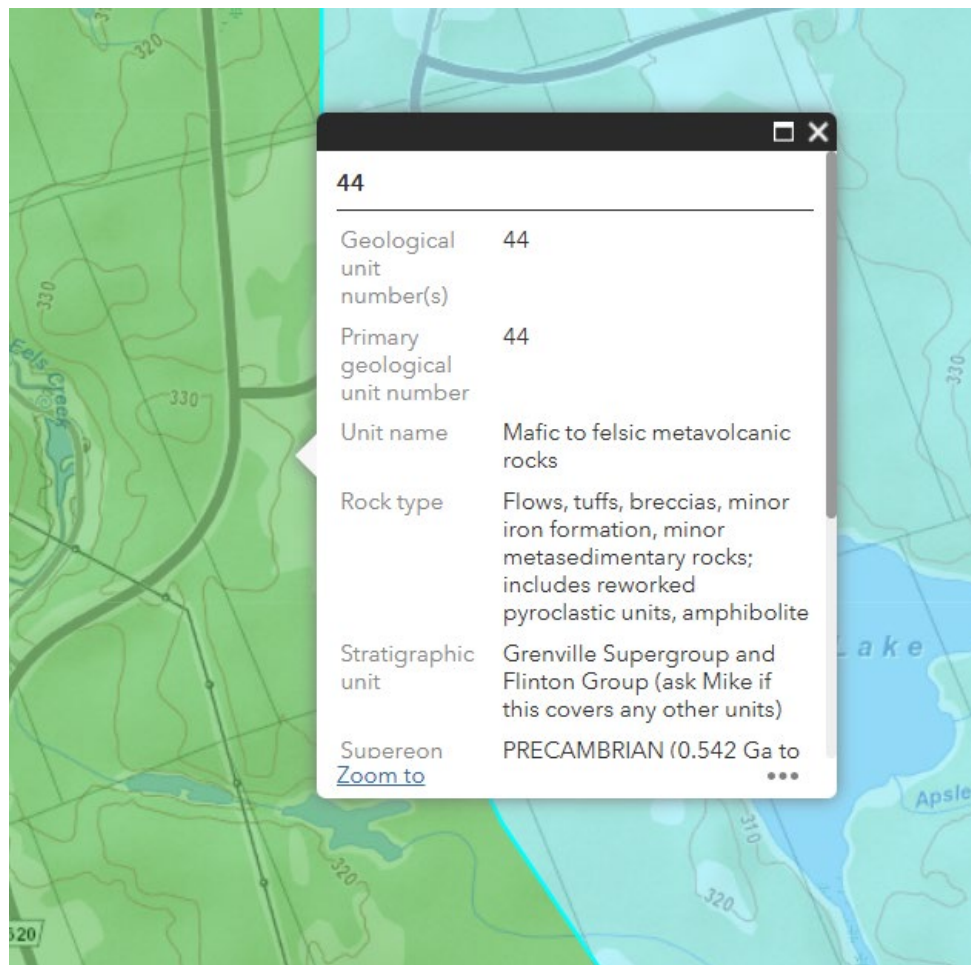 310
320
330
44
Geological
unit
number(s)
44
Primary
geological
unit number
44
Unit name
Mafic to felsic metavolcanic
rocks
Rock type
Flows, tuffs, breccias, minor
iron formation, minor
metasedimentary rocks;
includes reworked
pyroclastic units, amphibolite
Stratigraphic
unit
Grenville Supergroup and
Flinton Group (ask Mike if
this covers any other units)
Supereon
PRECAMBRIAN (0.542 Ga to
Zoom to
Eels Creek
330
330
Lake
Apsle
310
320
320
620